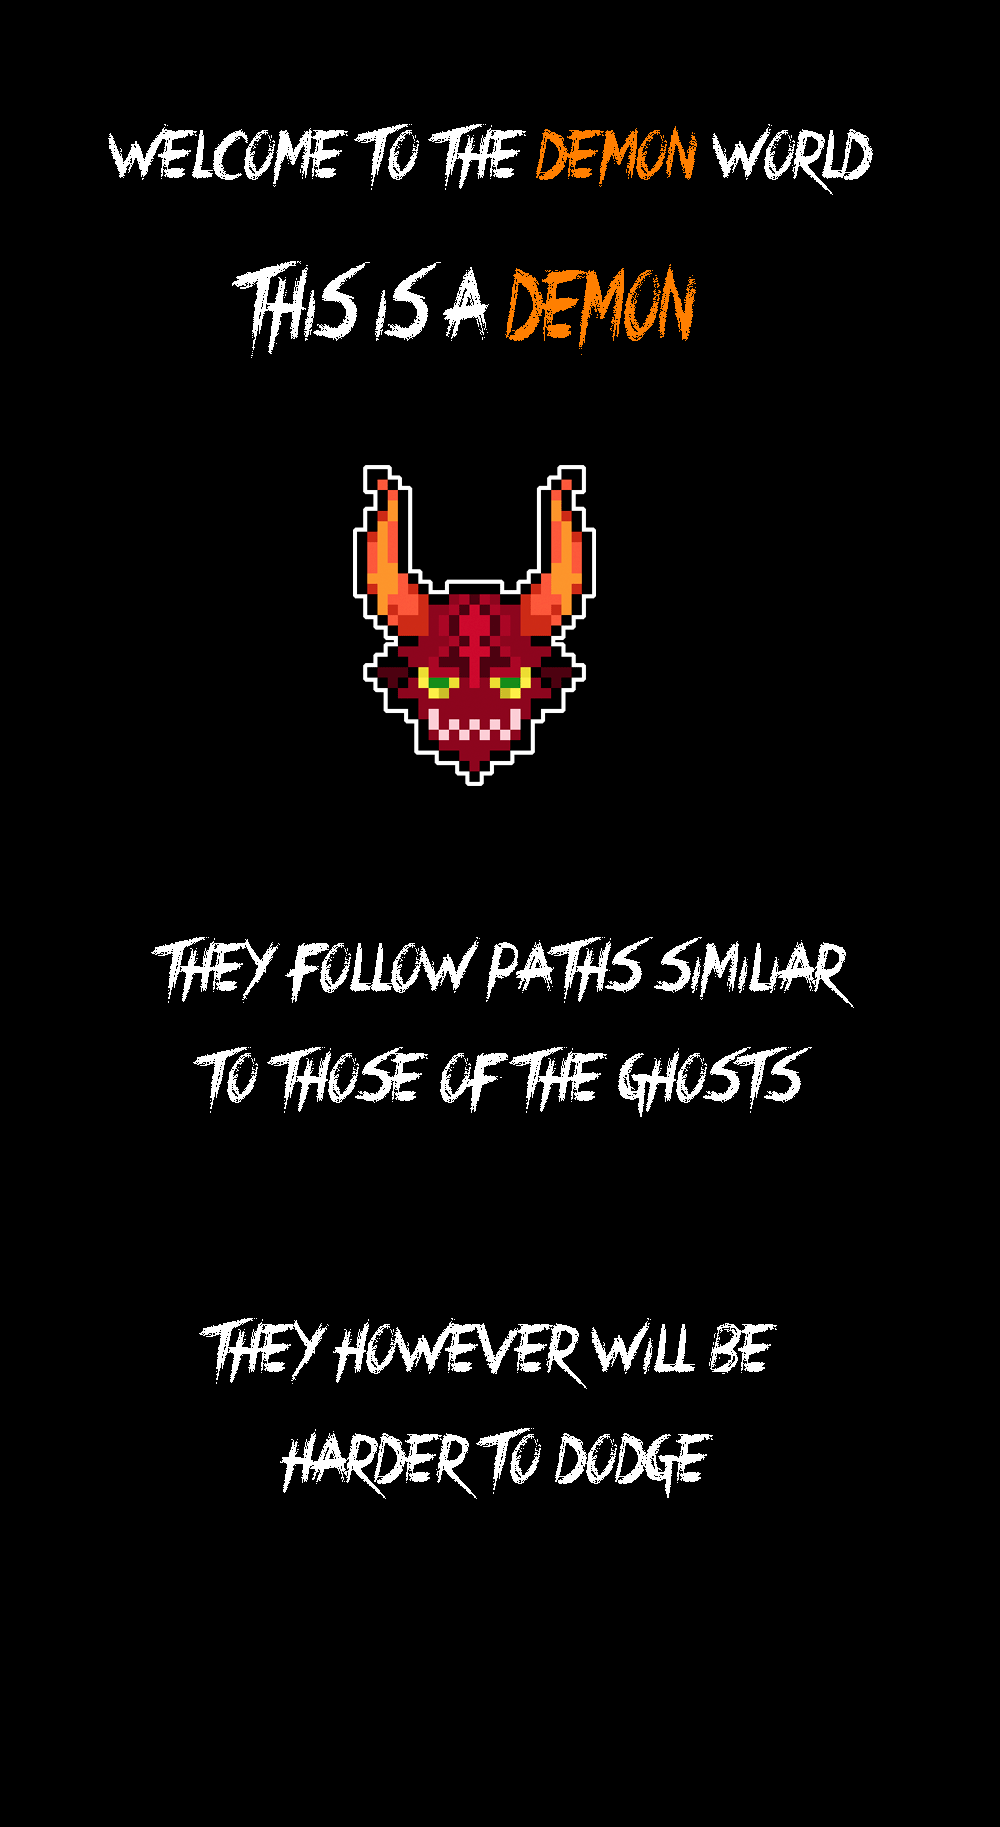 WELCOME TO THE DEMON WORLD
THIS IS A DEMON
THEY FOLLOW PATHS SIMILIAR
TO THOSE OF THE GHOSTS
THEY HOWEVER WILL BE
HARDER TO DODGE